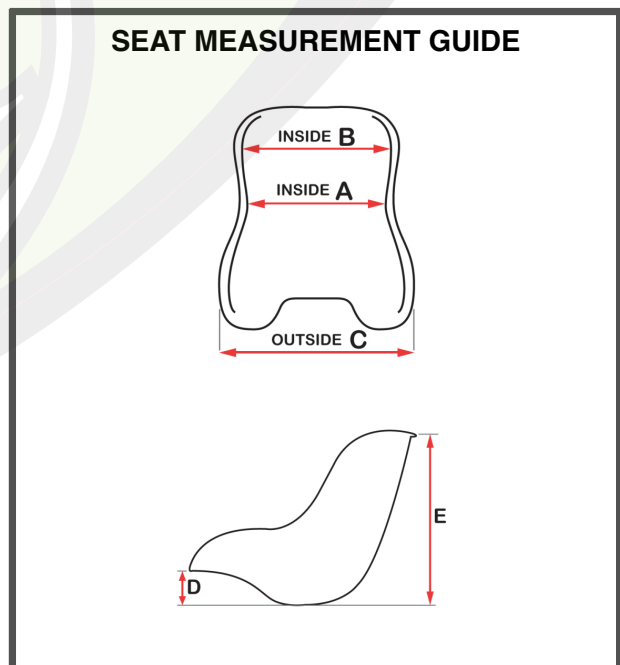 SEAT MEASUREMENT GUIDE
INSIDE B
INSIDE A
OUTSIDE C
E
D